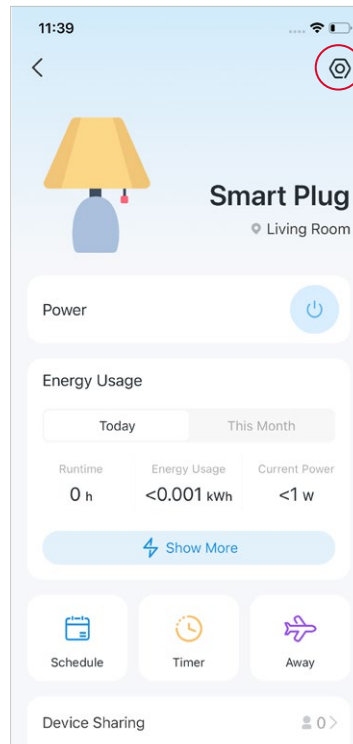 11:39
Smart Plug
Living Room
Power
Energy Usage
Today This Month
Runtime Energy Usage Current Power
0 h <0.001 kWh <1 w
Show More
Schedule Timer Away
Device Sharing 0